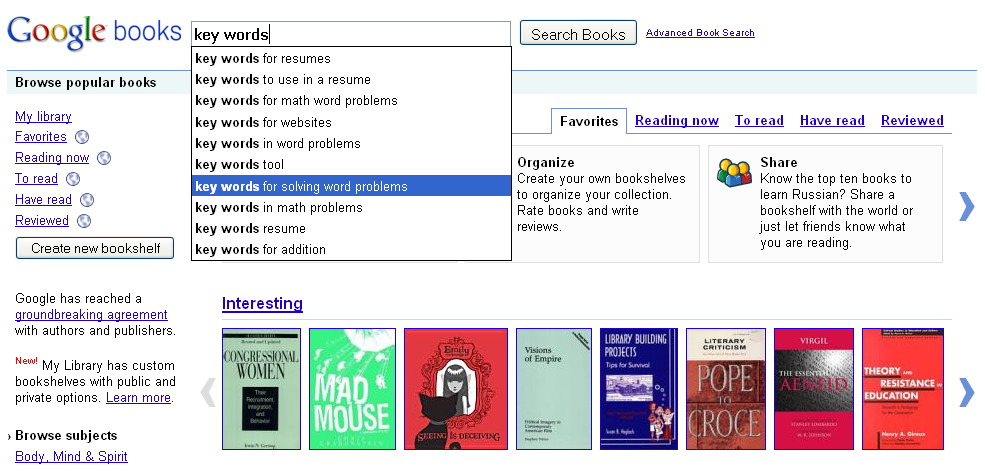 Google books
key words
Search Books
Advanced Book Search
key words for resumes
key words to use in a resume
key words for math word problems
key words for websites
key words in word problems
key words tool
key words for solving word problems
key words in math problems
key words resume
key words for addition
Browse popular books
My library
Favorites
Reading now
To read
Have read
Reviewed
Create new bookshelf
Favorites
Reading now
To read
Have read
Reviewed
Organize
Create your own bookshelves
to organize your collection.
Rate books and write
reviews.
Share
Know the top ten books to
learn Russian? Share a
bookshelf with the world or
just let friends know what
you are reading.
Google has reached a
groundbreaking agreement
with authors and publishers.
New! My Library has custom
bookshelves with public and
private options. Learn more.
› Browse subjects
Body, Mind & Spirit
Interesting
CONGRESSIONAL
WOMEN
Their
Recruitment,
Integration,
and
Behavior
MAD
MOUSE
Emily
SEEING IS DECEIVING
Visions
of Empire
LIBRARY BUILDING
PROJECTS
Tips for Survival
LITERARY
CRITICISM
POPE
TO
CROCE
VIRGIL
THE ESSENTIAL
AENEID
THEORY AND
RESISTANCE IN
EDUCATION
Henry A. Giroux